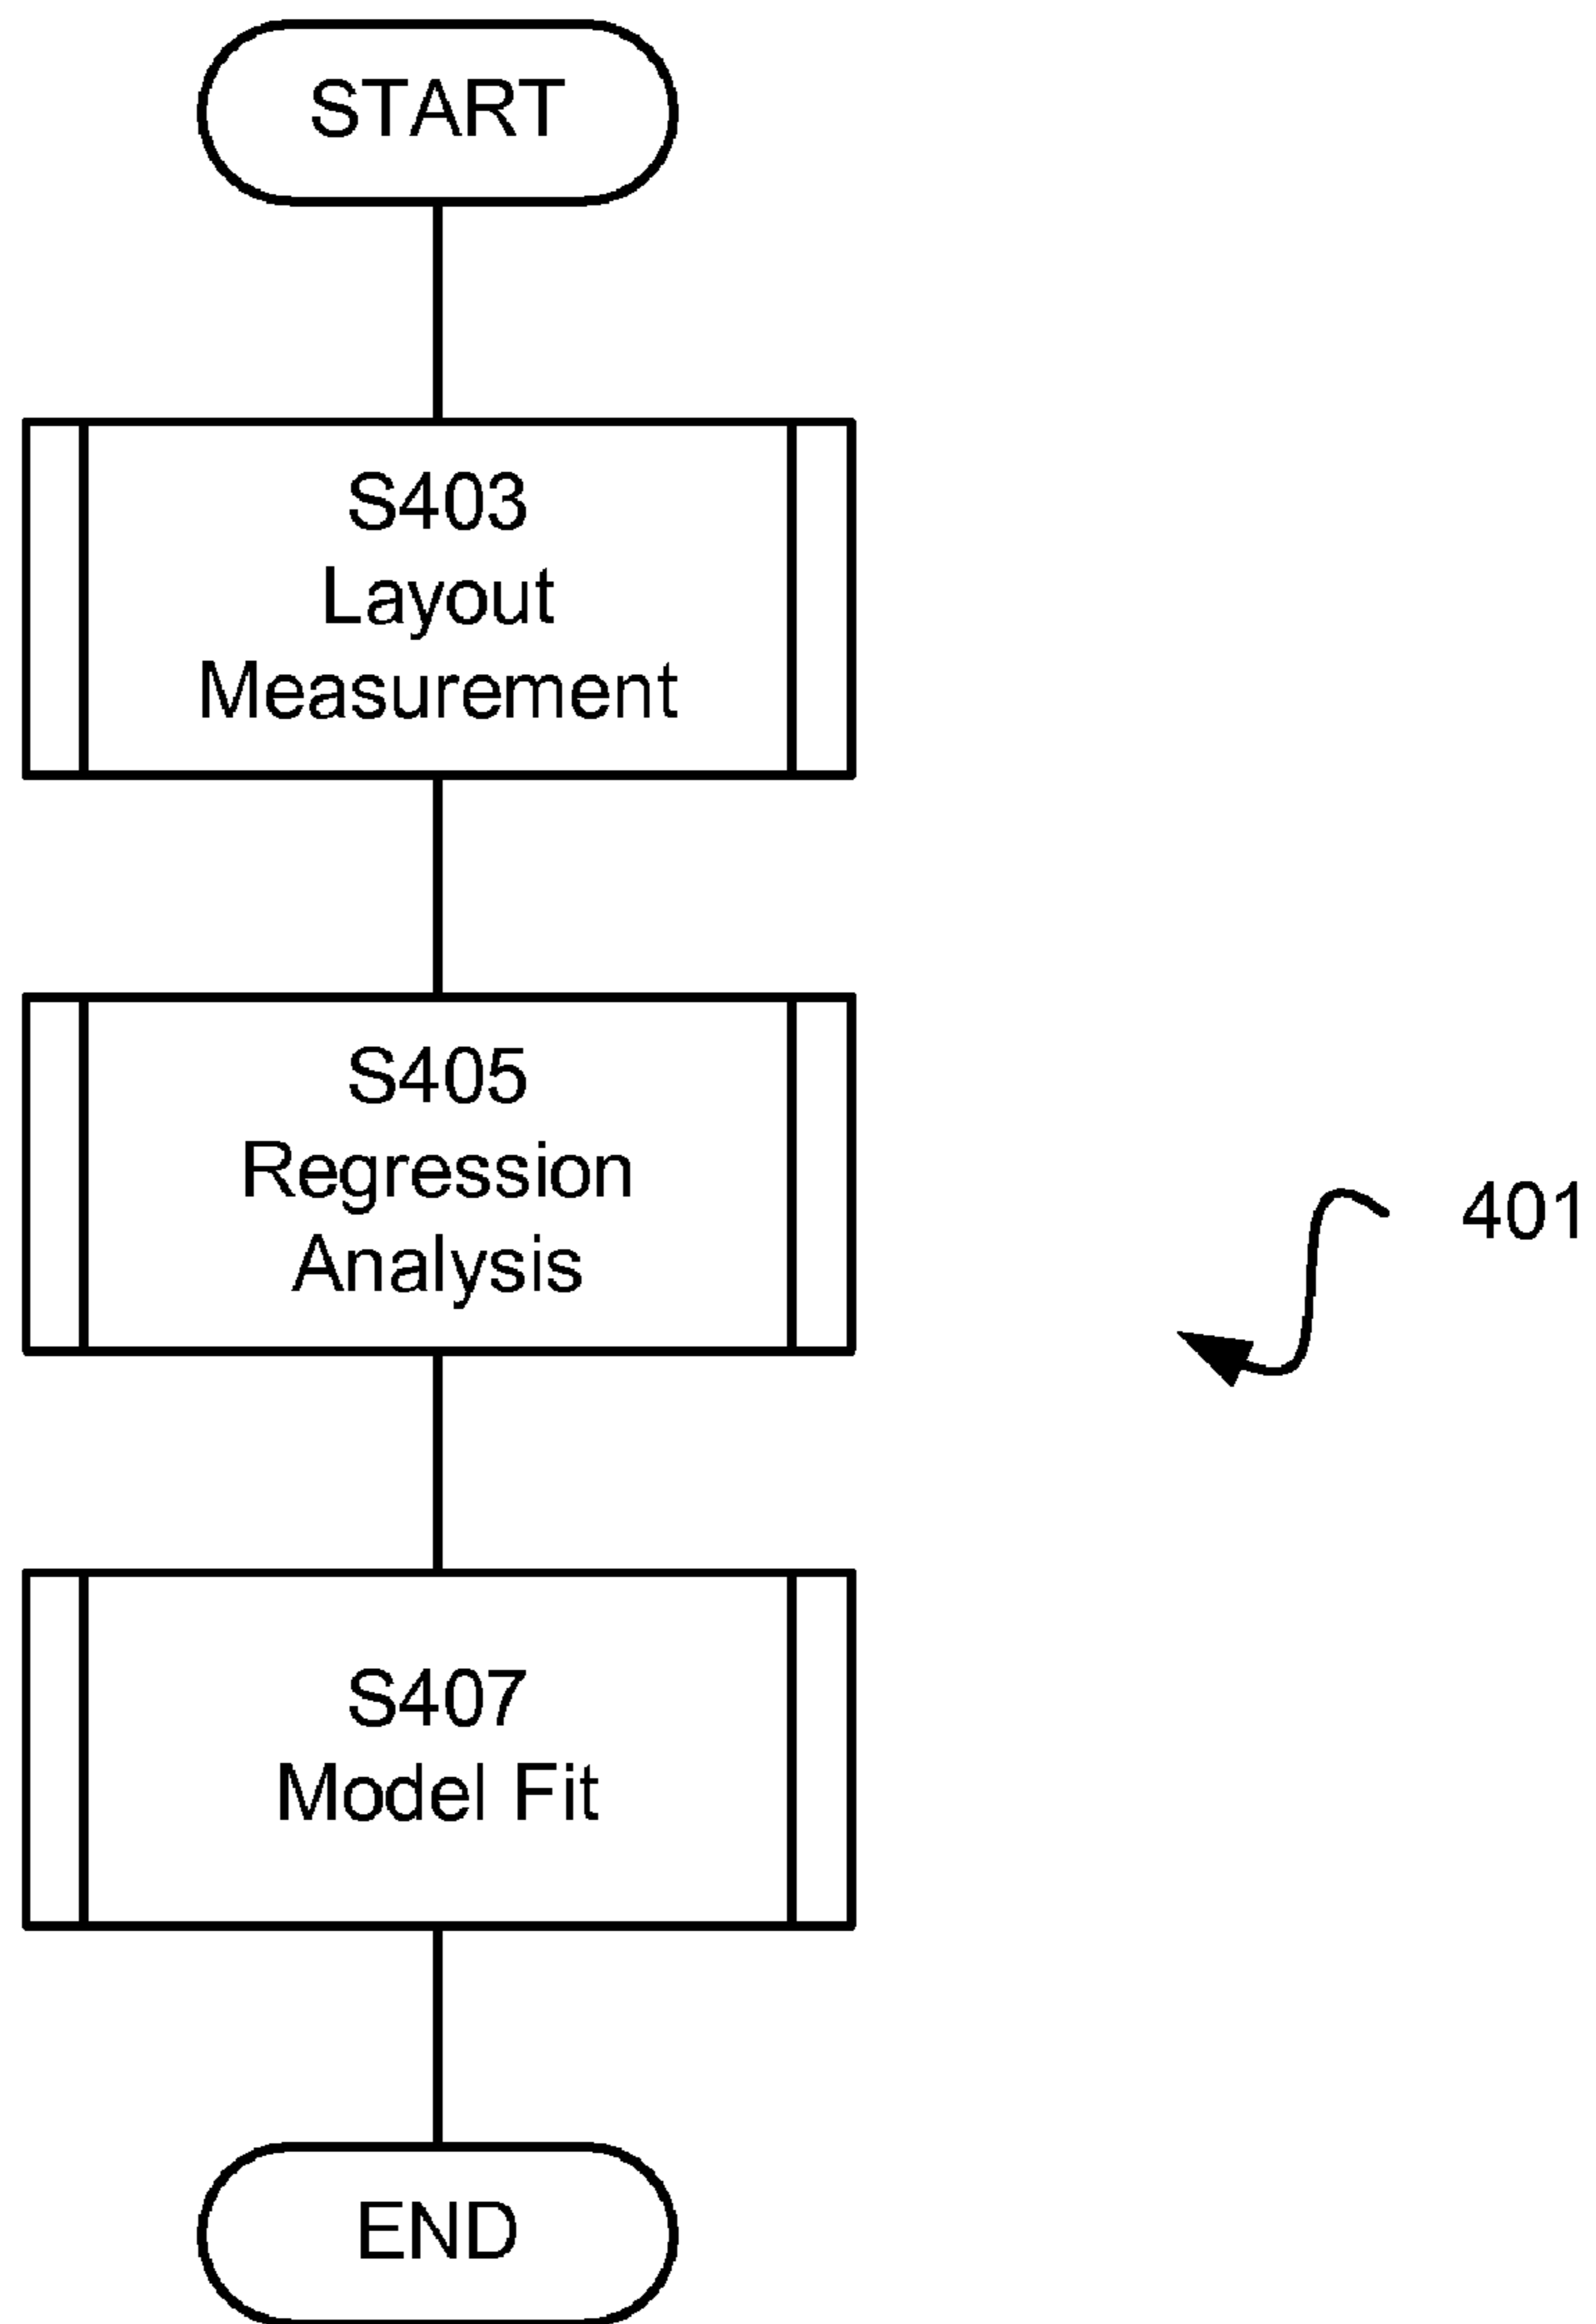 START
S403
Layout
Measurement
S405
Regression
Analysis
401
S407
Model Fit
END